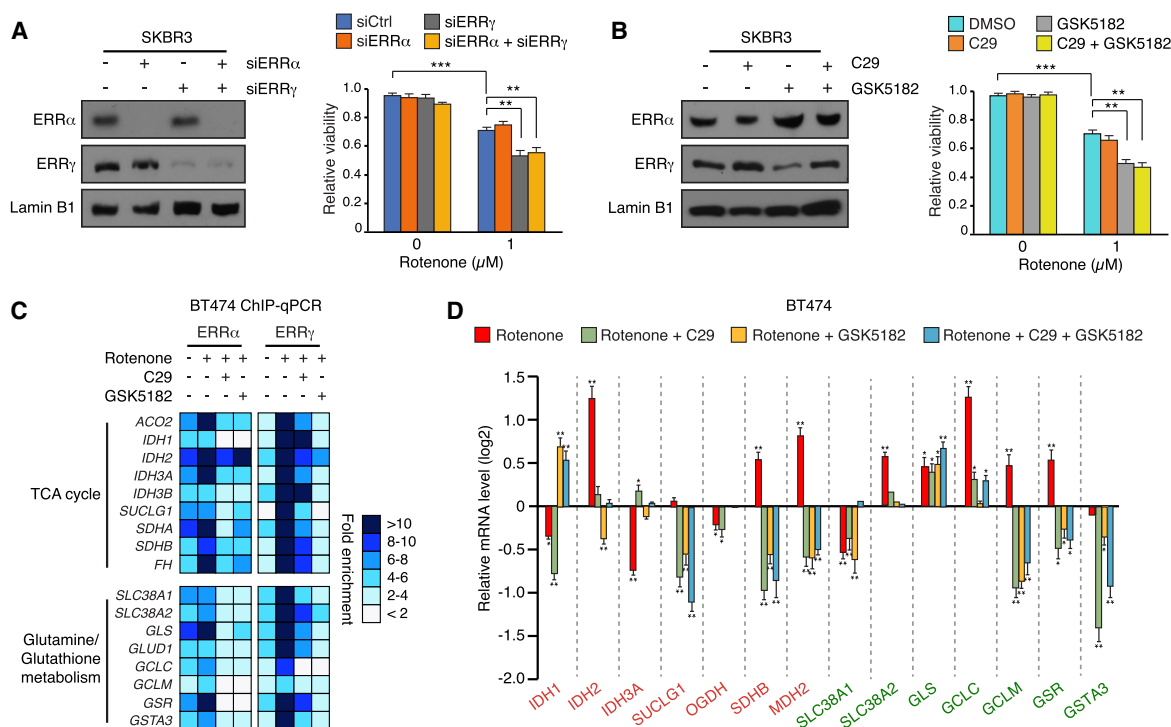 A
SKBR3
- + - + siERRα
- - + + siERRγ
ERRα
ERRγ
Lamin B1
siCtrl
siERRγ
siERRα
siERRα + siERRγ
***
**
**
Relative viability
1.0
0.8
0.6
0.4
0.2
0
0 1
Rotenone (µM)
B
SKBR3
- + - + C29
- - + + GSK5182
ERRα
ERRγ
Lamin B1
DMSO
GSK5182
C29
C29 + GSK5182
***
**
**
Relative viability
1.0
0.8
0.6
0.4
0.2
0
0 1
Rotenone (µM)
C
BT474 ChIP-qPCR
ERRα ERRγ
Rotenone - + + + - + + +
C29 - - + - - - + -
GSK5182 - - - + - - - +
TCA cycle
ACO2
IDH1
IDH2
IDH3A
IDH3B
SUCLG1
SDHA
SDHB
FH
Glutamine/
Glutathione
metabolism
SLC38A1
SLC38A2
GLS
GLUD1
GCLC
GCLM
GSR
GSTA3
Fold enrichment
>10
8-10
6-8
4-6
2-4
< 2
D
BT474
Rotenone
Rotenone + C29
Rotenone + GSK5182
Rotenone + C29 + GSK5182
Relative mRNA level (log2)
1.5
1.0
0.5
0
-0.5
-1.0
-1.5
-2.0
IDH1
IDH2
IDH3A
SUCLG1
OGDH
SDHB
MDH2
SLC38A1
SLC38A2
GLS
GCLC
GCLM
GSR
GSTA3